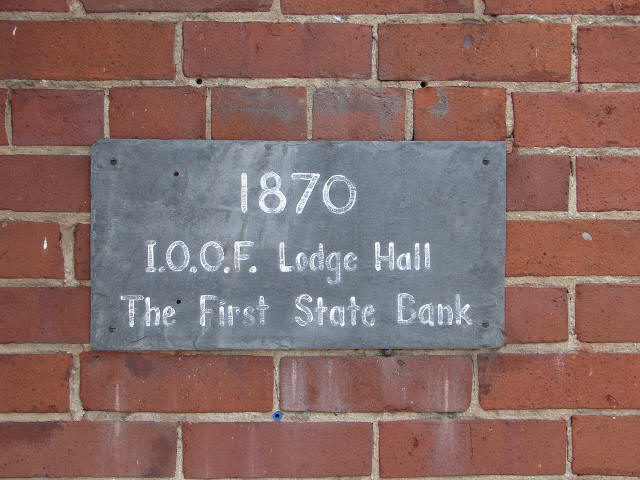 1870
I.O.O.F. Lodge Hall
The First State Bank